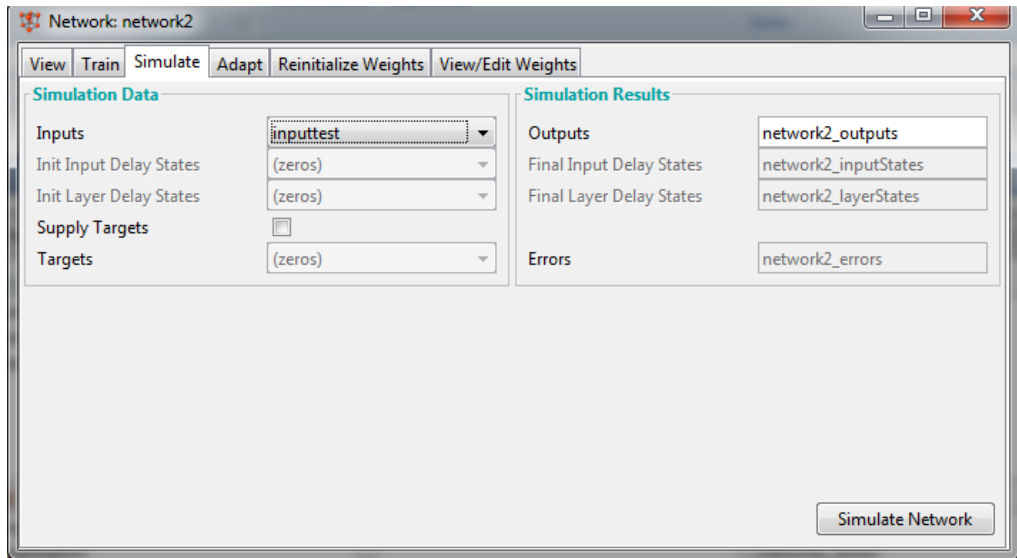 Network: network2
View Train Simulate Adapt Reinitialize Weights View/Edit Weights
Simulation Data
Inputs inputtest
Init Input Delay States (zeros)
Init Layer Delay States (zeros)
Supply Targets
Targets (zeros)
Simulation Results
Outputs network2_outputs
Final Input Delay States network2_inputStates
Final Layer Delay States network2_layerStates
Errors network2_errors
Simulate Network